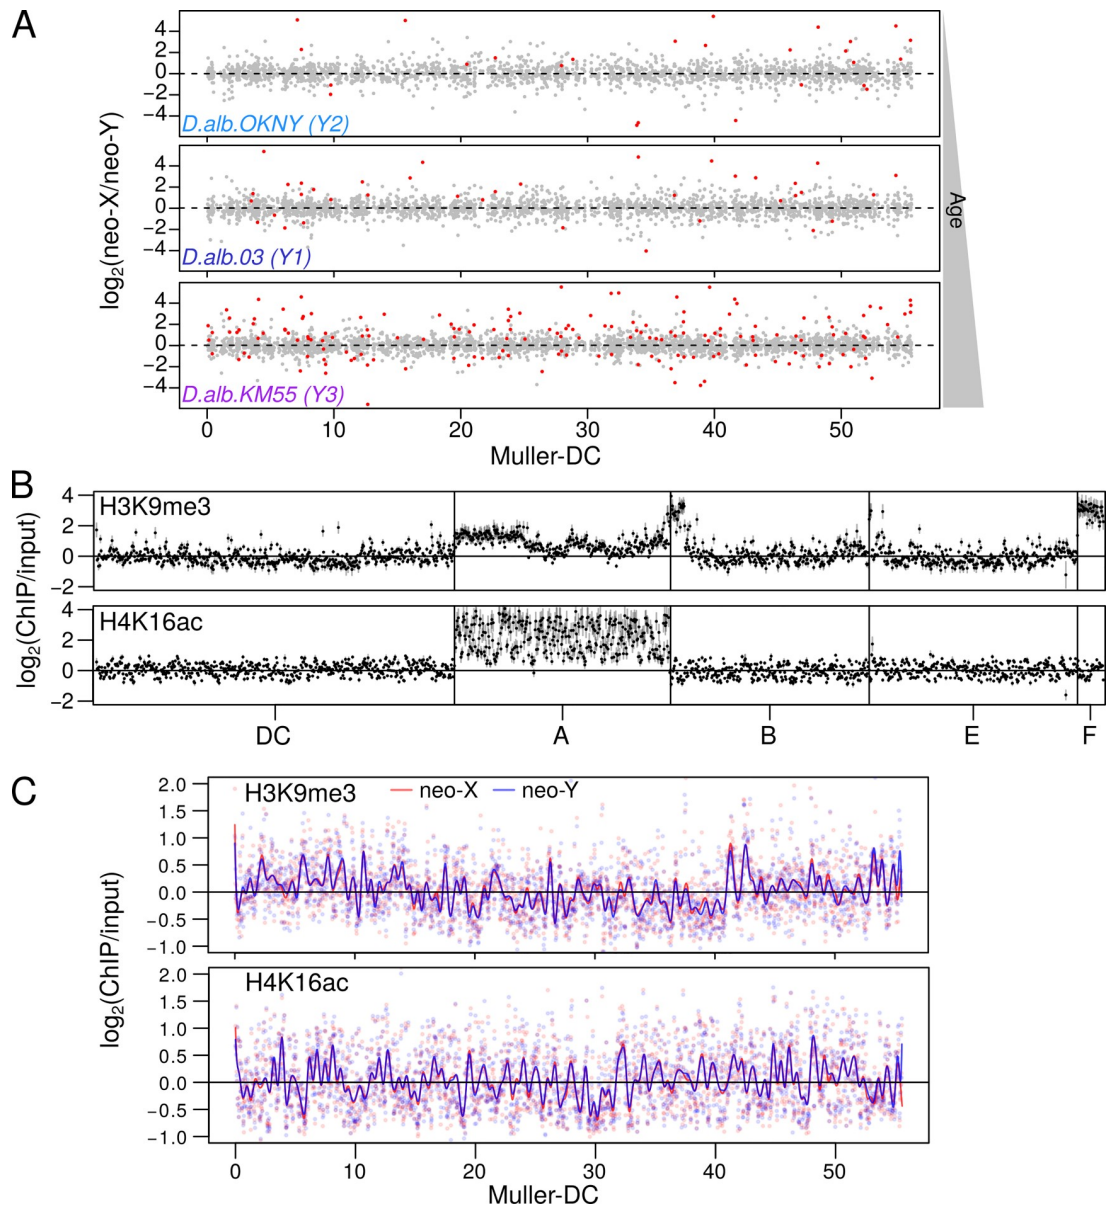 A
log₂(neo-X/neo-Y)
4
2
0
−2
−4
D.alb.OKNY (Y2)
4
2
0
−2
−4
D.alb.03 (Y1)
4
2
0
−2
−4
D.alb.KM55 (Y3)
Age
0 10 20 30 40 50
Muller-DC
B
log₂(ChIP/input)
4
2
0
−2
H3K9me3
4
2
0
−2
H4K16ac
DC A B E F
C
log₂(ChIP/input)
2.0
1.5
1.0
0.5
0.0
−0.5
−1.0
H3K9me3 neo-X neo-Y
2.0
1.5
1.0
0.5
0.0
−0.5
−1.0
H4K16ac
0 10 20 30 40 50
Muller-DC